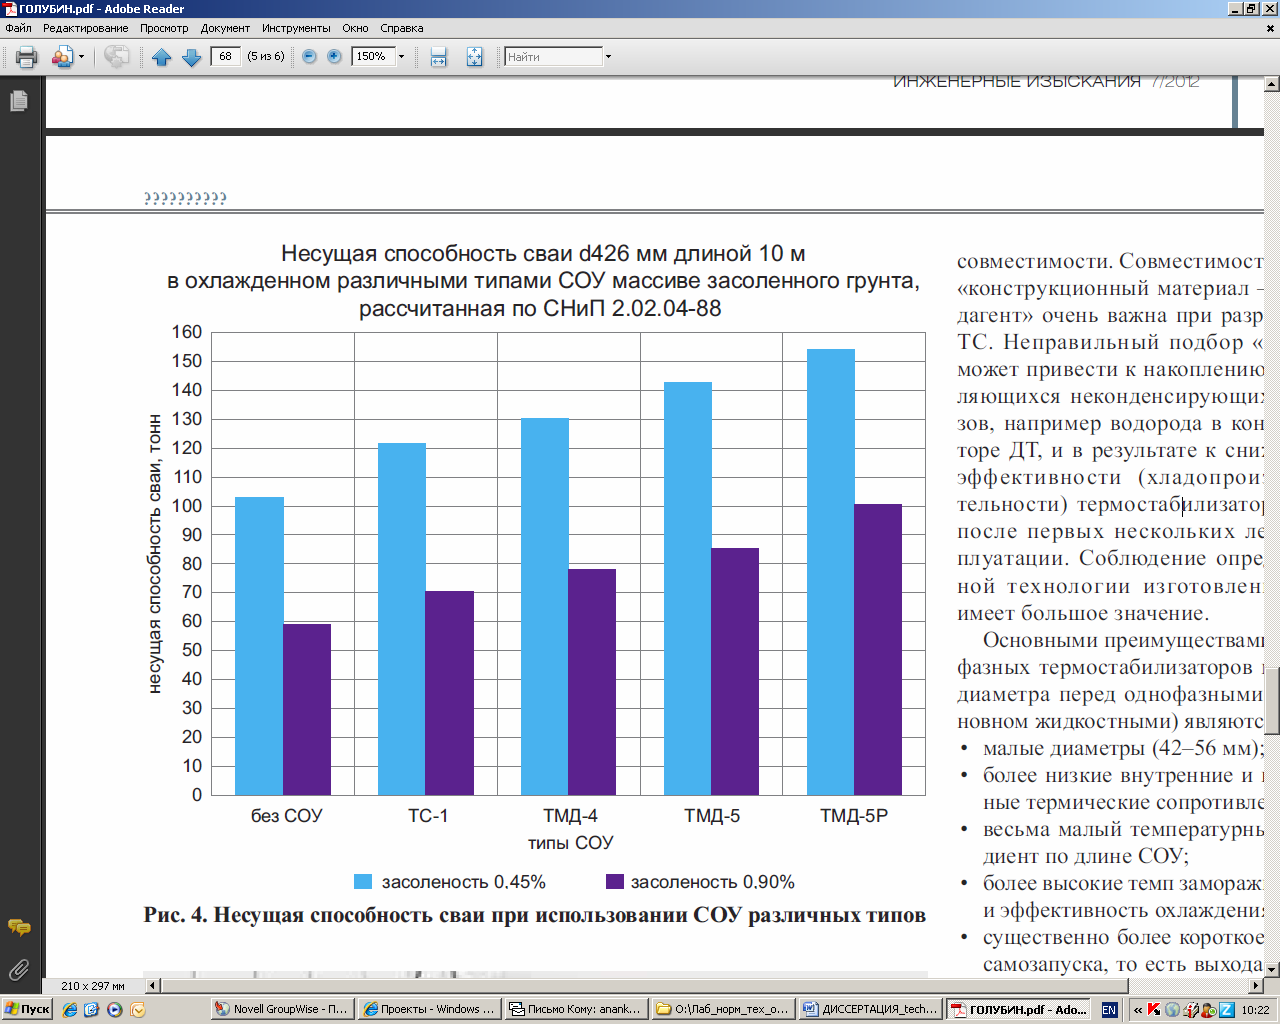 ГОЛУБИН.pdf - Adobe Reader
Файл Редактирование Просмотр Документ Инструменты Окно Справка
68 (5 из 6) 150% Найти
ИНЖЕНЕРНЫЕ ИЗЫСКАНИЯ 7/2012
??????????
Несущая способность сваи d426 мм длиной 10 м
в охлажденном различными типами СОУ массиве засоленного грунта,
рассчитанная по СНиП 2.02.04-88
несущая способность сваи, тонн
160
150
140
130
120
110
100
90
80
70
60
50
40
30
20
10
0
без СОУ ТС-1 ТМД-4 ТМД-5 ТМД-5Р
типы СОУ
засоленость 0,45% засоленость 0,90%
Рис. 4. Несущая способность сваи при использовании СОУ различных типов
совместимости. Совместимост
«конструкционный материал –
дагент» очень важна при разр
ТС. Неправильный подбор «
может привести к накоплению
ляющихся неконденсирующих
зов, например водорода в кон
торе ДТ, и в результате к сни
эффективности (хладопроиз
тельности) термостабилизатор
после первых нескольких ле
плуатации. Соблюдение опре
ной технологии изготовлени
имеет большое значение.
Основными преимуществами
фазных термостабилизаторов
диаметра перед однофазными
новном жидкостными) являютс
• малые диаметры (42–56 мм);
• более низкие внутренние и
ные термические сопротивле
• весьма малый температурны
диент по длине СОУ;
• более высокие темп заморажи
и эффективность охлаждения
• существенно более короткое
самозапуска, то есть выхода
210 x 297 мм
Пуск Novell GroupWise - П... Проекты - Windows ... Письмо Кому: anank... O:\Лаб_норм_тех_о... ДИССЕРТАЦИЯ_tech... ГОЛУБИН.pdf - Ado... EN « 10:22